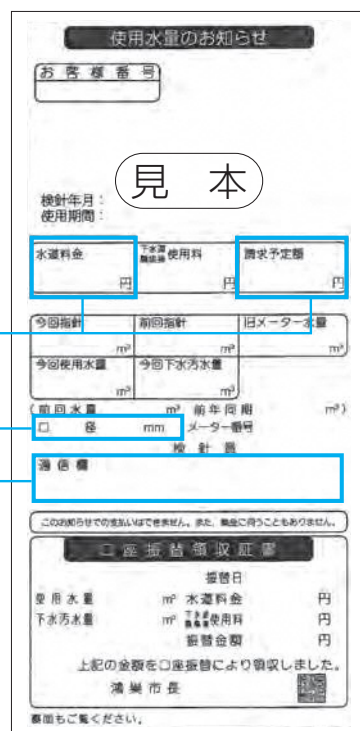 使用水量のお知らせ
お客様番号
見本
検針年月：
使用期間：
水道料金 下水道 農集排 使用料 請求予定額
円 円 円
今回指針 前回指針 旧メーター水量
m³ m³ m³
今回使用水量 今回下水汚水量
m³ m³
(前回水量 m³ 前年同期 m³)
口径 mm メーター番号
検針員
通信欄
このお知らせでの支払いはできません。また、集金に伺うこともありません。
口座振替領収証書
振替日
使用水量 m³ 水道料金 円
下水汚水量 m³ 使用料 円
振替金額 円
上記の金額を口座振替により領収しました。
鴻巣市長
裏面もご覧ください。